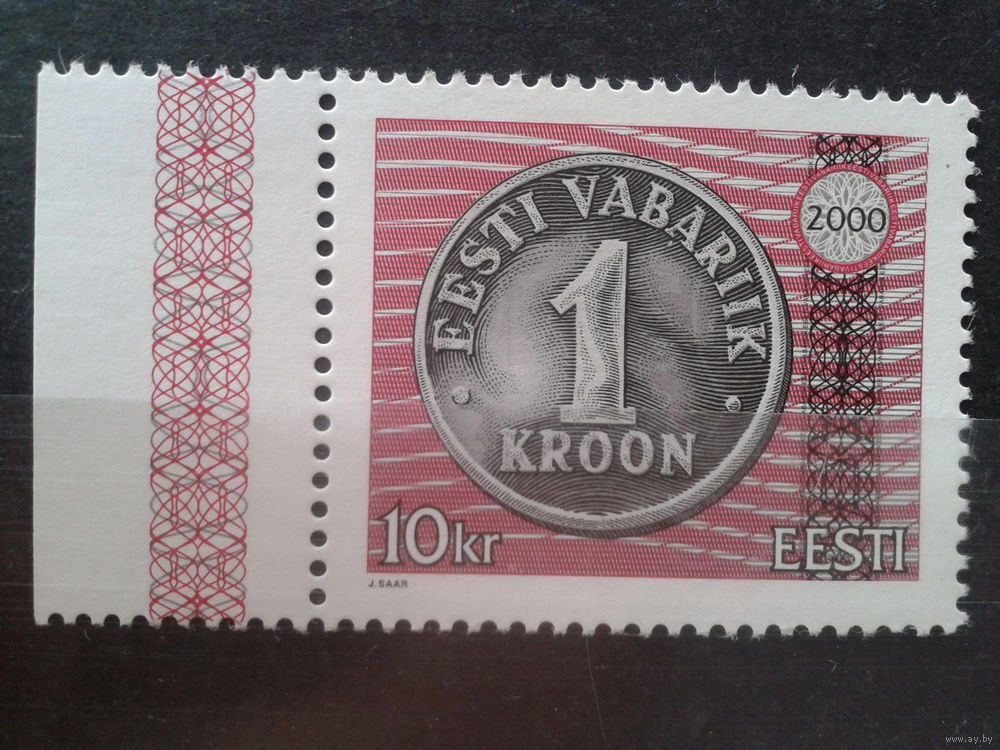 EESTI VABARIIK
2000
1
KROON
10kr
EESTI
J. SAAR
www.ay.by